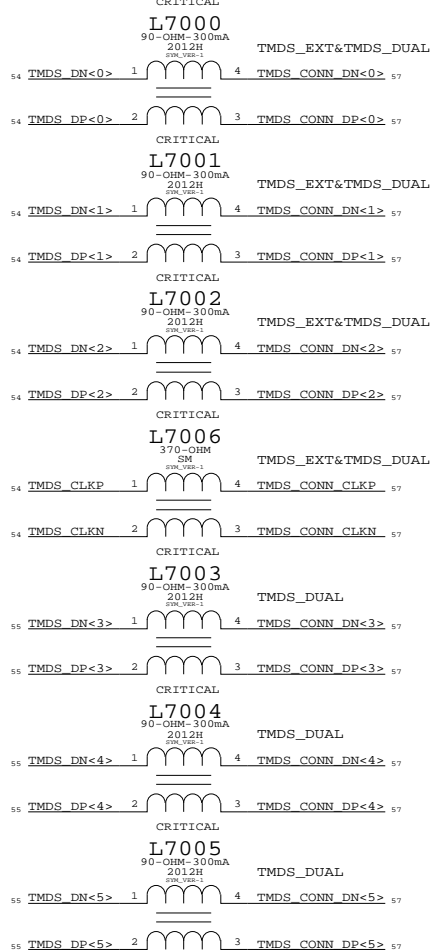 CRITICAL
L7000
90-OHM-300mA
2012H
SYM_VER-1
TMDS_EXT&TMDS_DUAL
54 TMDS_DN<0> 1 4 TMDS_CONN_DN<0> 57
54 TMDS_DP<0> 2 3 TMDS_CONN_DP<0> 57
CRITICAL
L7001
90-OHM-300mA
2012H
SYM_VER-1
TMDS_EXT&TMDS_DUAL
54 TMDS_DN<1> 1 4 TMDS_CONN_DN<1> 57
54 TMDS_DP<1> 2 3 TMDS_CONN_DP<1> 57
CRITICAL
L7002
90-OHM-300mA
2012H
SYM_VER-1
TMDS_EXT&TMDS_DUAL
54 TMDS_DN<2> 1 4 TMDS_CONN_DN<2> 57
54 TMDS_DP<2> 2 3 TMDS_CONN_DP<2> 57
CRITICAL
L7006
370-OHM
SM
SYM_VER-1
TMDS_EXT&TMDS_DUAL
54 TMDS_CLKP 1 4 TMDS_CONN_CLKP 57
54 TMDS_CLKN 2 3 TMDS_CONN_CLKN 57
CRITICAL
L7003
90-OHM-300mA
2012H
SYM_VER-1
TMDS_DUAL
55 TMDS_DN<3> 1 4 TMDS_CONN_DN<3> 57
55 TMDS_DP<3> 2 3 TMDS_CONN_DP<3> 57
CRITICAL
L7004
90-OHM-300mA
2012H
SYM_VER-1
TMDS_DUAL
55 TMDS_DN<4> 1 4 TMDS_CONN_DN<4> 57
55 TMDS_DP<4> 2 3 TMDS_CONN_DP<4> 57
CRITICAL
L7005
90-OHM-300mA
2012H
SYM_VER-1
TMDS_DUAL
55 TMDS_DN<5> 1 4 TMDS_CONN_DN<5> 57
55 TMDS_DP<5> 2 3 TMDS_CONN_DP<5> 57